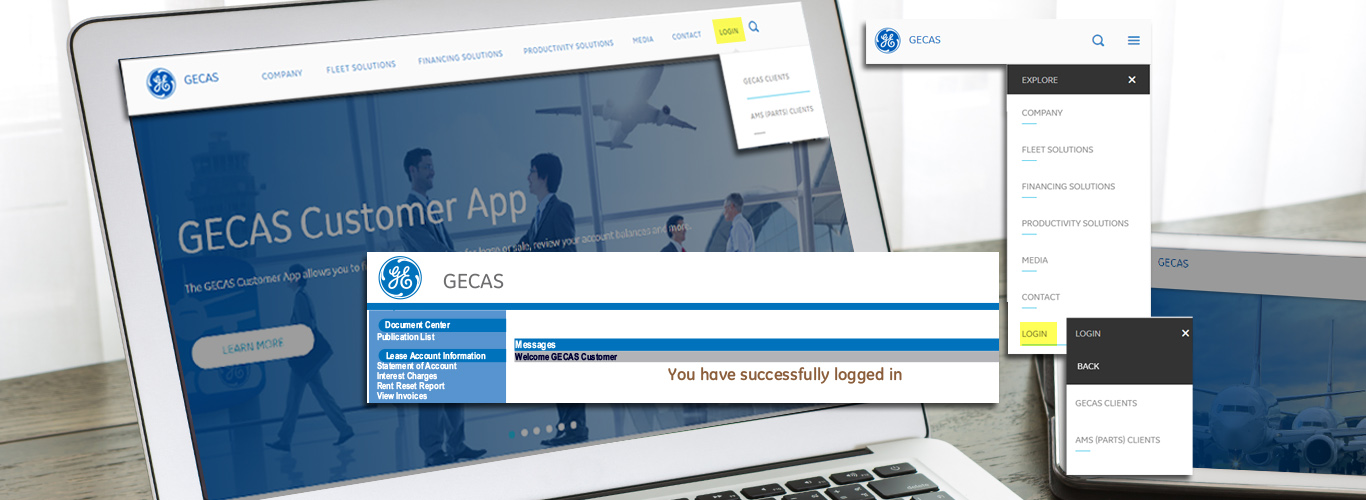 GECAS
COMPANY
FLEET SOLUTIONS
FINANCING SOLUTIONS
PRODUCTIVITY SOLUTIONS
MEDIA
CONTACT
LOGIN
GECAS CLIENTS
AMS (PARTS) CLIENTS
GECAS Customer App
The GECAS Customer App allows you to
for lease or sale, review your account balances and more.
LEARN MORE
GECAS
Document Center
Publication List
Lease Account Information
Statement of Account
Interest Charges
Rent Reset Report
View Invoices
Messages
Welcome GECAS Customer
You have successfully logged in
GECAS
EXPLORE
COMPANY
FLEET SOLUTIONS
FINANCING SOLUTIONS
PRODUCTIVITY SOLUTIONS
MEDIA
CONTACT
LOGIN
GECAS
LOGIN
BACK
GECAS CLIENTS
AMS (PARTS) CLIENTS